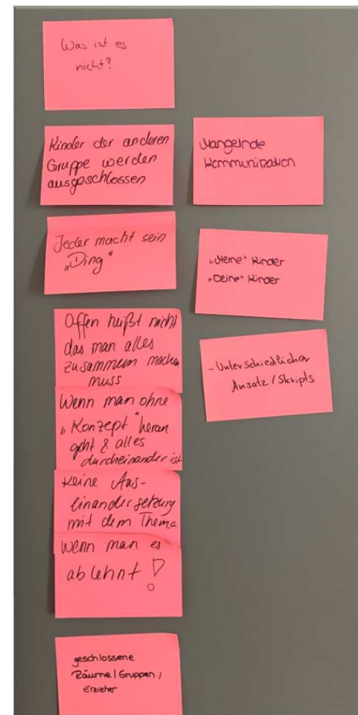 Was ist es
nicht?
Kinder der anderen
Gruppe werden
ausgeschlossen
Jeder macht sein
„Ding"
Offen heißt nicht
das man alles
zusammen machen
muss
Wenn man ohne
„Konzept" heran
geht & alles
durcheinander ist
Keine Aus-
einandersetzung
mit dem Thema
Wenn man es
ablehnt!
geschlossene
Räume/Gruppen/
Erzieher
Mangelnde
Kommunikation
„Meine" Kinder
"Deine" Kinder
- Unterschiedlicher
Ansatz/Skripts